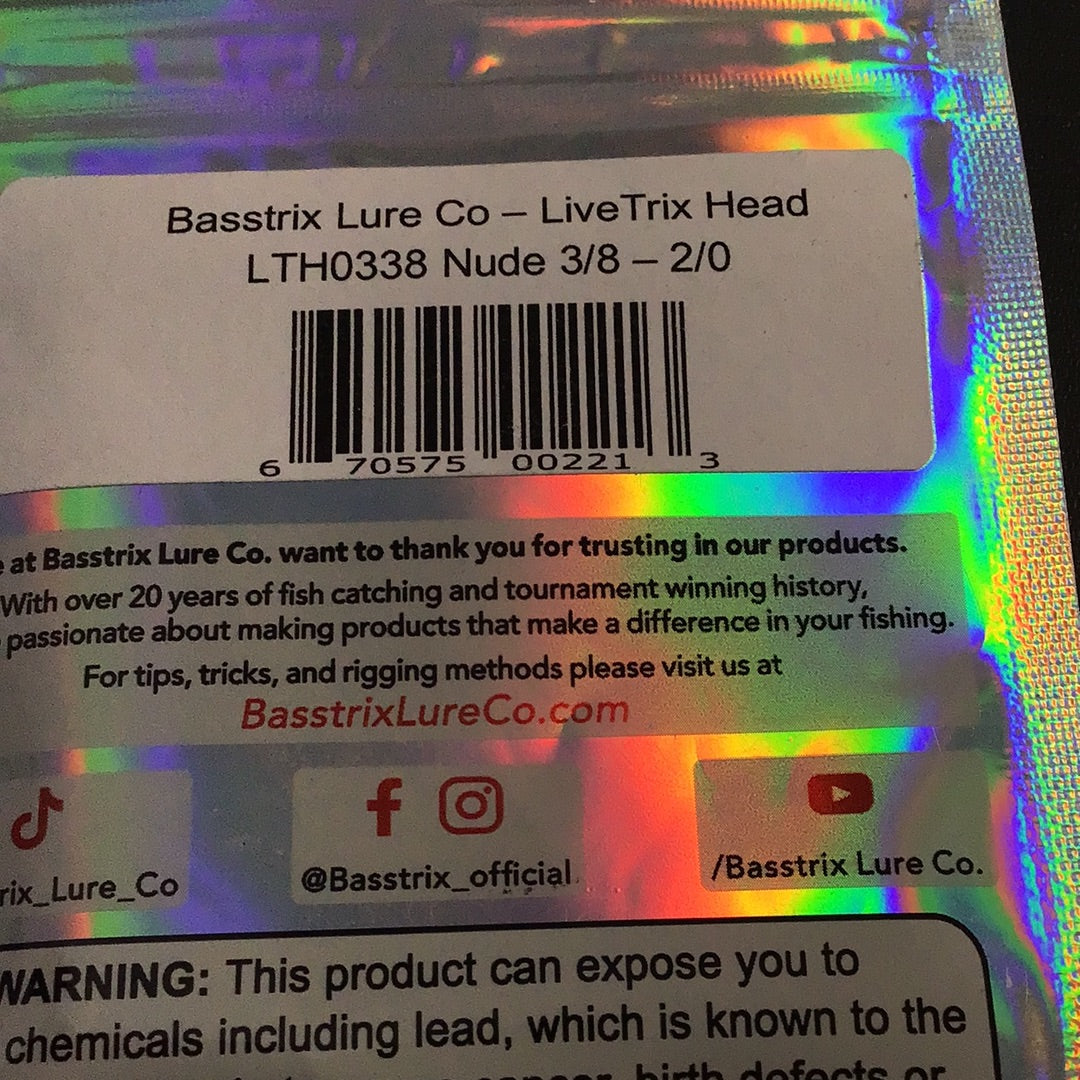 Basstrix Lure Co – LiveTrix Head
LTH0338 Nude 3/8 – 2/0
6 70575 00221 3
at Basstrix Lure Co. want to thank you for trusting in our products.
With over 20 years of fish catching and tournament winning history,
passionate about making products that make a difference in your fishing.
For tips, tricks, and rigging methods please visit us at
BasstrixLureCo.com
rix_Lure_Co
@Basstrix_official
/Basstrix Lure Co.
WARNING: This product can expose you to
chemicals including lead, which is known to the
cancer, birth defects or